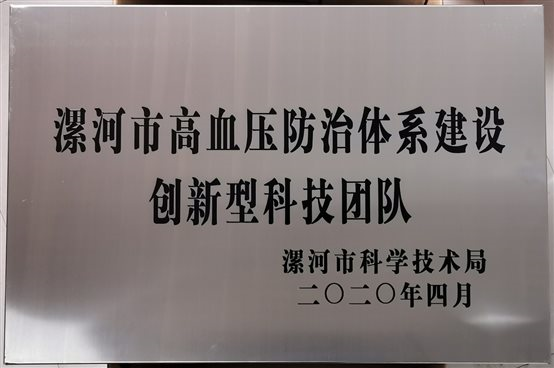 漯河市高血压防治体系建设
创新型科技团队
漯河市科学技术局
二〇二〇年四月